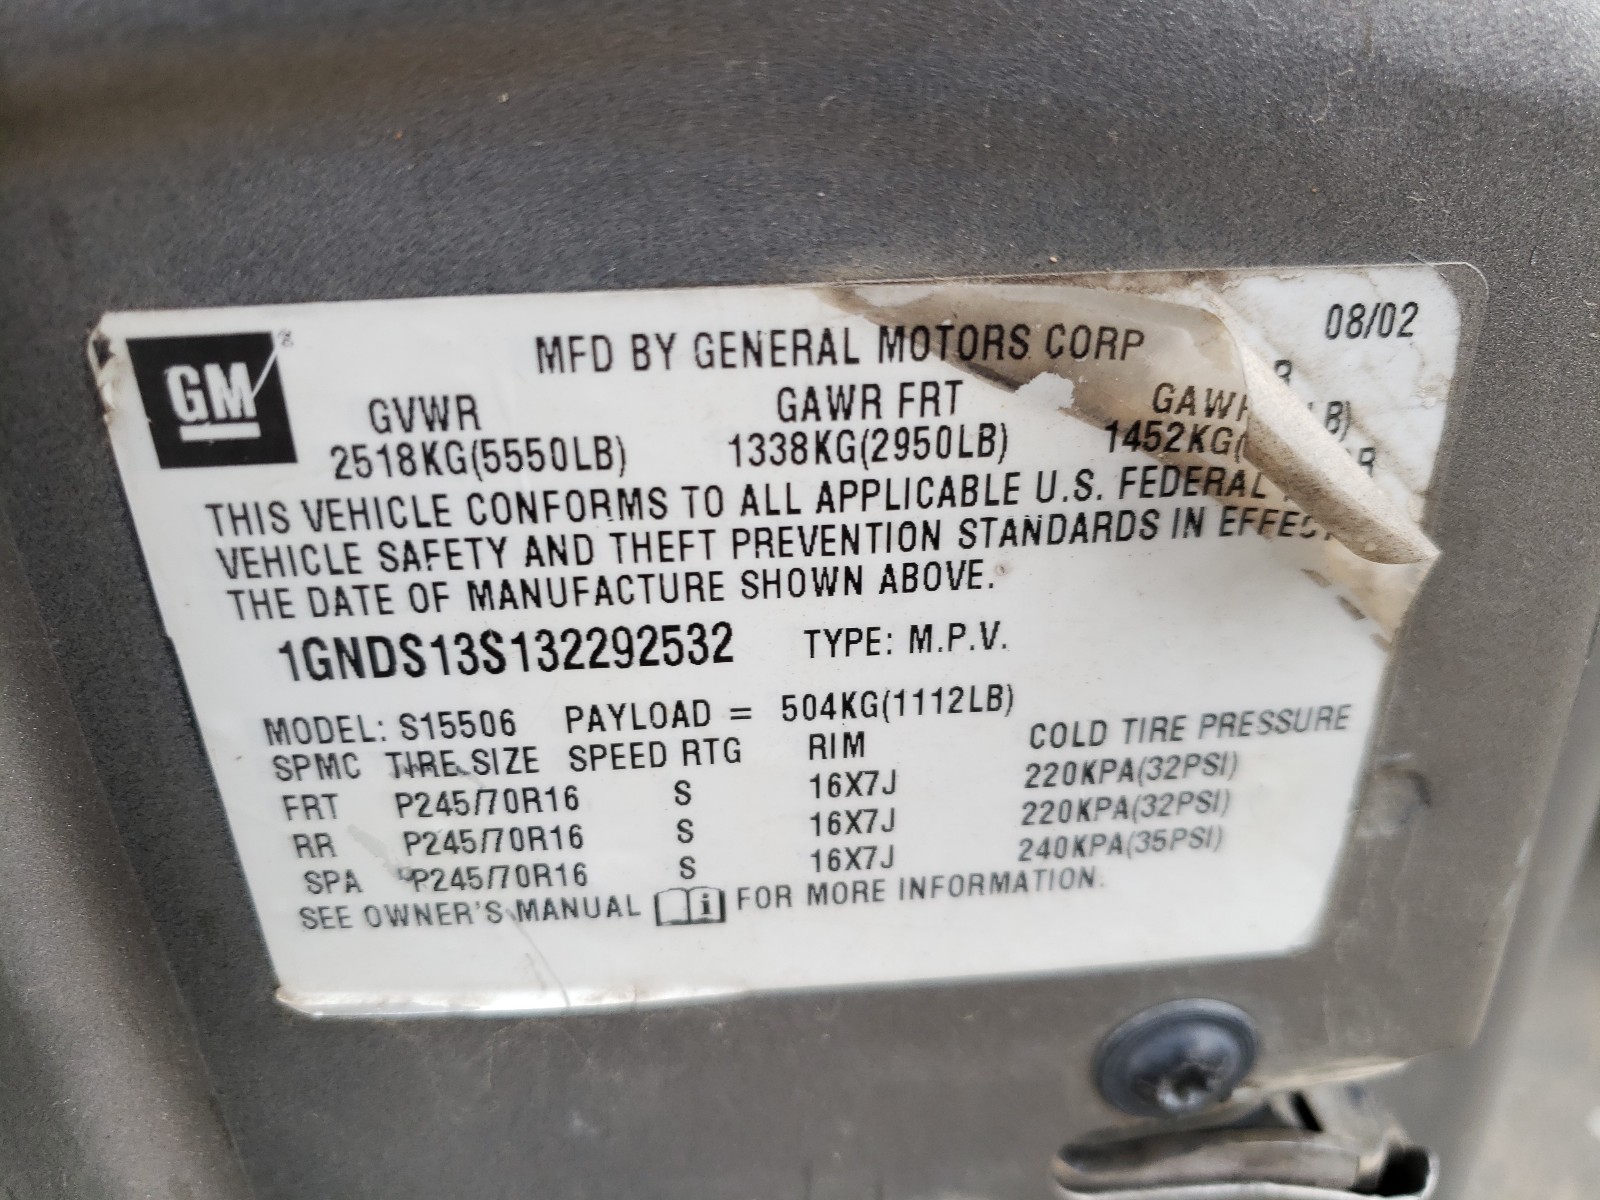 GM
08/02
MFD BY GENERAL MOTORS CORP
GVWR GAWR FRT
2518KG(5550LB) 1338KG(2950LB) 1452KG(
THIS VEHICLE CONFORMS TO ALL APPLICABLE U.S. FEDERAL
VEHICLE SAFETY AND THEFT PREVENTION STANDARDS IN
THE DATE OF MANUFACTURE SHOWN ABOVE.
1GNDS13S132292532 TYPE: M.P.V.
MODEL: S15506 PAYLOAD = 504KG(1112LB)
SPMC TIRE SIZE SPEED RTG RIM COLD TIRE PRESSURE
FRT P245/70R16 S 16X7J 220KPA(32PSI)
RR P245/70R16 S 16X7J 220KPA(32PSI)
SPA P245/70R16 S 16X7J 240KPA(35PSI)
SEE OWNER'S MANUAL FOR MORE INFORMATION.